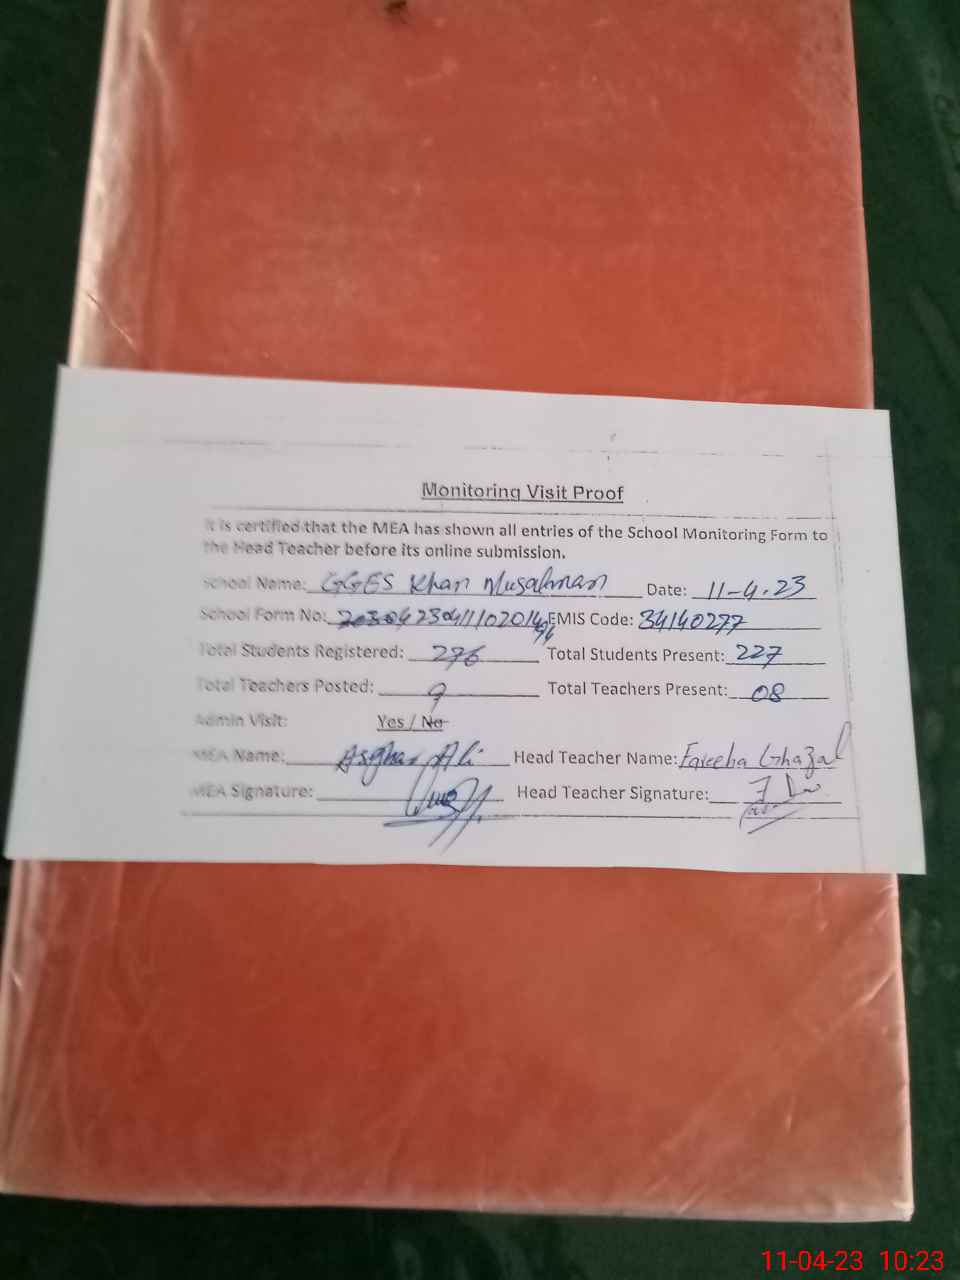 Monitoring Visit Proof
It is certified that the MEA has shown all entries of the School Monitoring Form to
the Head Teacher before its online submission.
School Name: GGES Khan Musalman Date: 11-4-23
School Form No: EMIS Code: 34140277
Total Students Registered: 276 Total Students Present: 227
Total Teachers Posted: 9 Total Teachers Present: 08
Admin Visit: Yes / No
MEA Name: Asghar Ali Head Teacher Name: Fareeha Ghazal
MEA Signature: Head Teacher Signature:
11-04-23 10:23